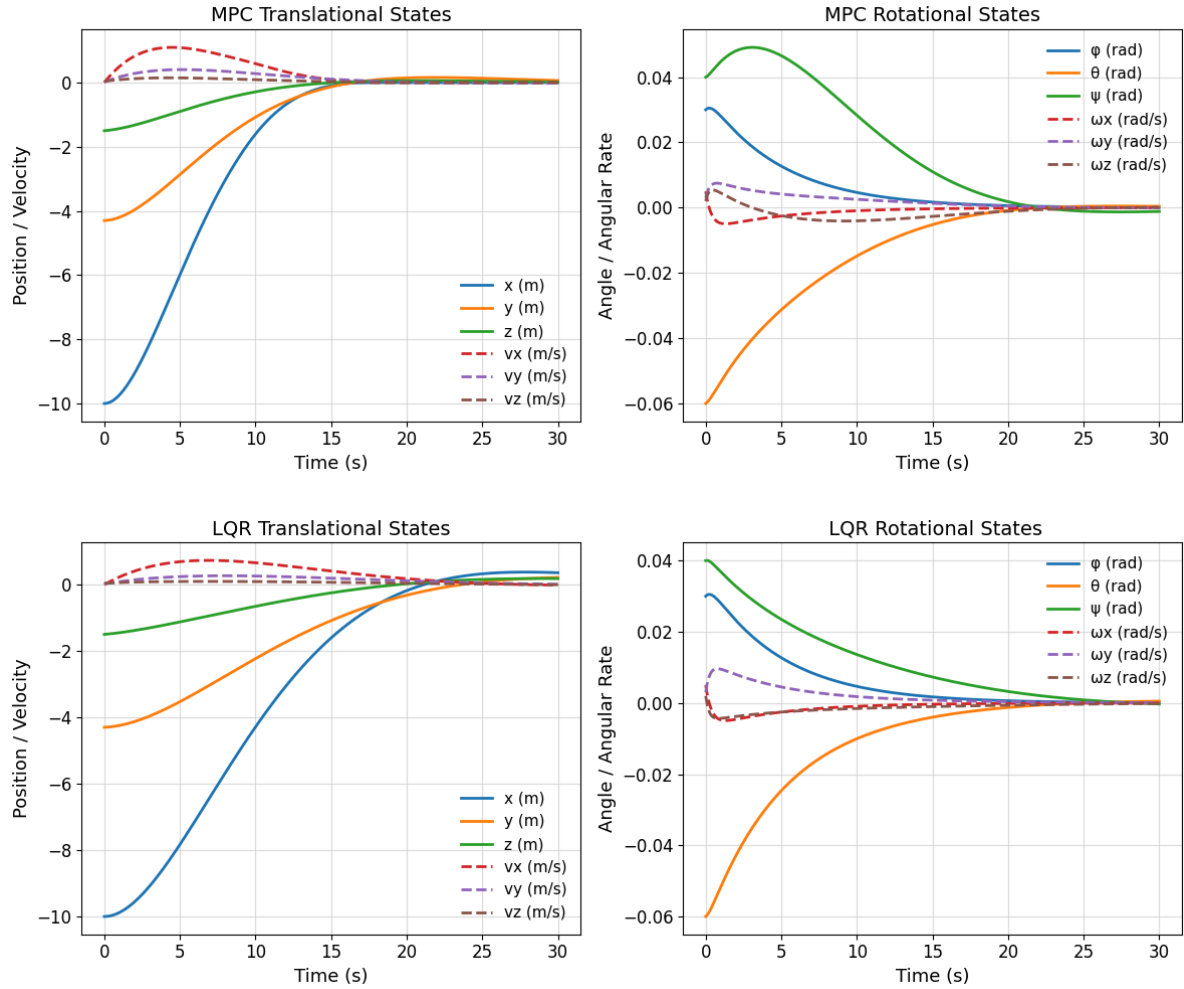 MPC Translational States
Position / Velocity
0
−2
−4
−6
−8
−10
x (m)
y (m)
z (m)
vx (m/s)
vy (m/s)
vz (m/s)
0 5 10 15 20 25 30
Time (s)
MPC Rotational States
Angle / Angular Rate
0.04
0.02
0.00
−0.02
−0.04
−0.06
φ (rad)
θ (rad)
ψ (rad)
ωx (rad/s)
ωy (rad/s)
ωz (rad/s)
0 5 10 15 20 25 30
Time (s)
LQR Translational States
Position / Velocity
0
−2
−4
−6
−8
−10
x (m)
y (m)
z (m)
vx (m/s)
vy (m/s)
vz (m/s)
0 5 10 15 20 25 30
Time (s)
LQR Rotational States
Angle / Angular Rate
0.04
0.02
0.00
−0.02
−0.04
−0.06
φ (rad)
θ (rad)
ψ (rad)
ωx (rad/s)
ωy (rad/s)
ωz (rad/s)
0 5 10 15 20 25 30
Time (s)